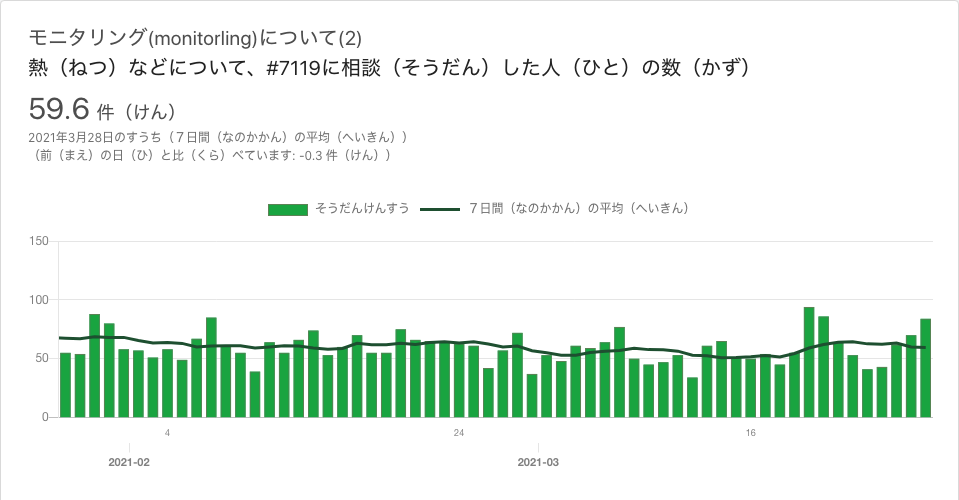 モニタリング(monitorling)について(2)
熱（ねつ）などについて、#7119に相談（そうだん）した人（ひと）の数（かず）
59.6 件（けん）
2021年3月28日のすうち（７日間（なのかかん）の平均（へいきん））
（前（まえ）の日（ひ）と比（くら）べています: -0.3 件（けん））
そうだんけんすう ７日間（なのかかん）の平均（へいきん）
150
100
50
0
4 24 16
2021-02 2021-03